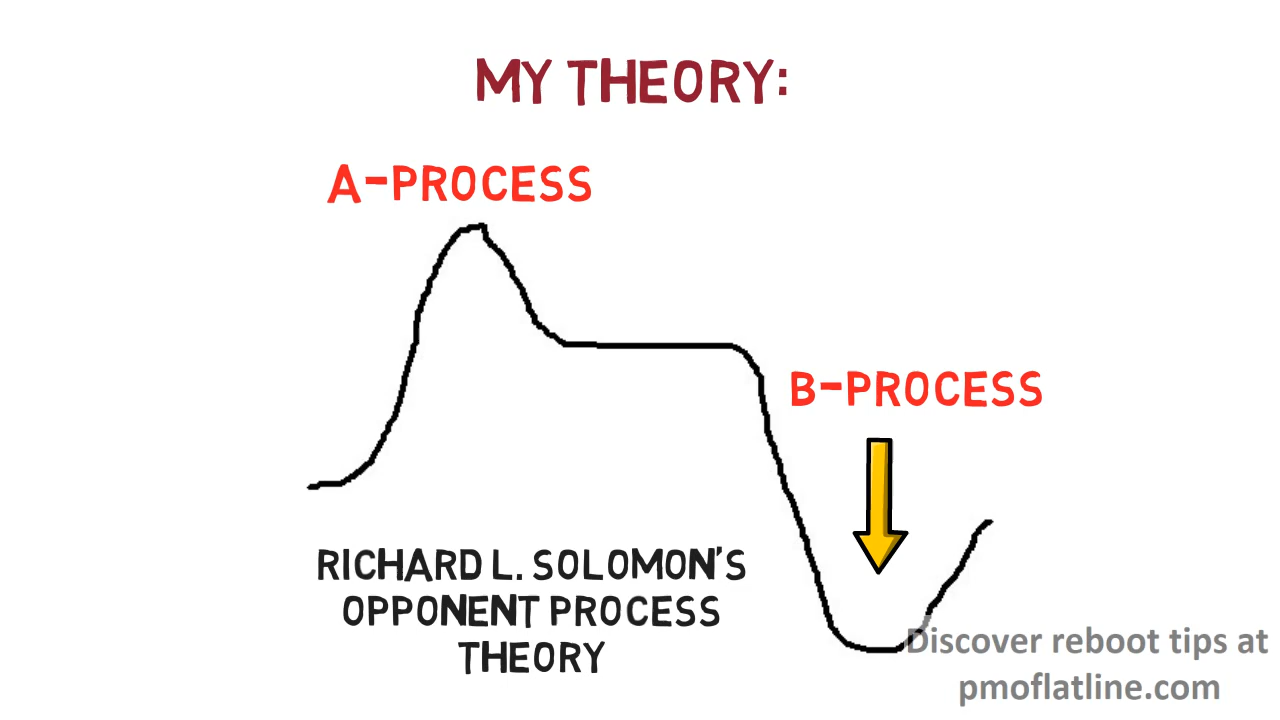 MY THEORY:
A-PROCESS
B-PROCESS
RICHARD L. SOLOMON'S
OPPONENT PROCESS
THEORY
Discover reboot tips at
pmoflatline.com